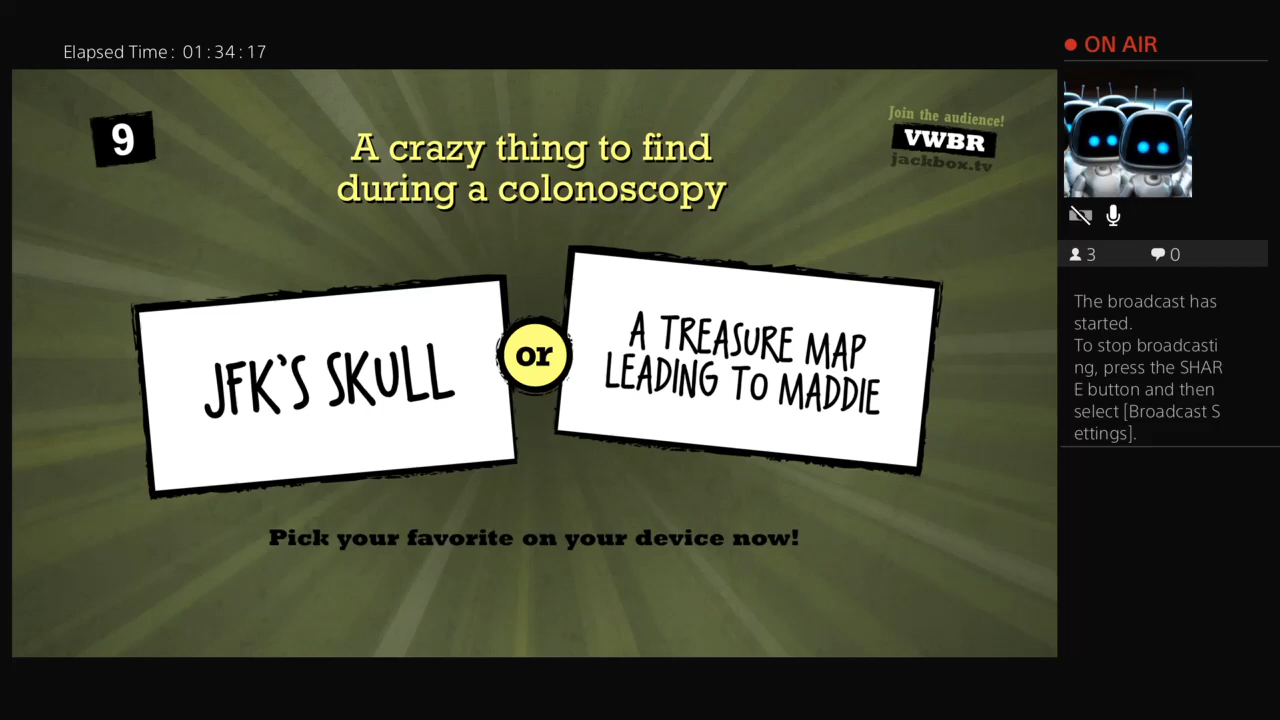 Elapsed Time: 01:34:17
ON AIR
9
A crazy thing to find
during a colonoscopy
Join the audience!
VWBR
jackbox.tv
JFK'S SKULL
or
A TREASURE MAP
LEADING TO MADDIE
Pick your favorite on your device now!
3
0
The broadcast has
started.
To stop broadcasti
ng, press the SHAR
E button and then
select [Broadcast S
ettings].